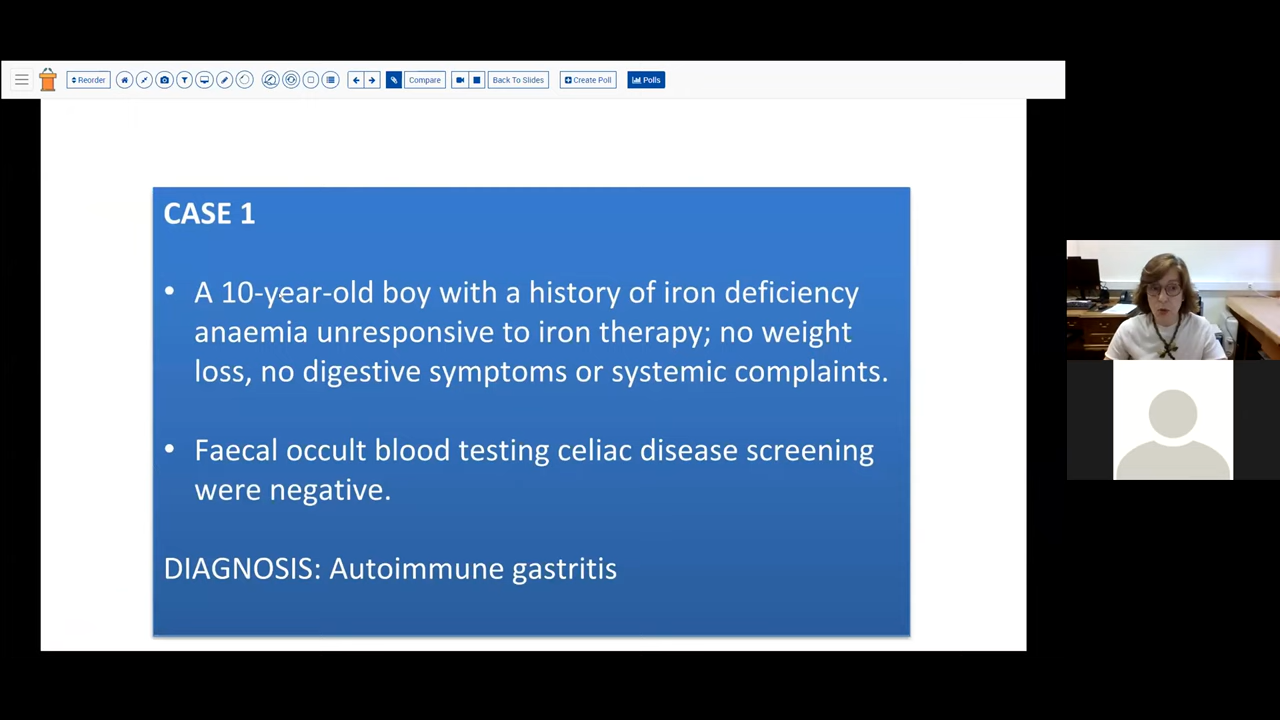 Reorder
Compare
Back To Slides
Create Poll
Polls
CASE 1
• A 10-year-old boy with a history of iron deficiency
anaemia unresponsive to iron therapy; no weight
loss, no digestive symptoms or systemic complaints.
• Faecal occult blood testing celiac disease screening
were negative.
DIAGNOSIS: Autoimmune gastritis